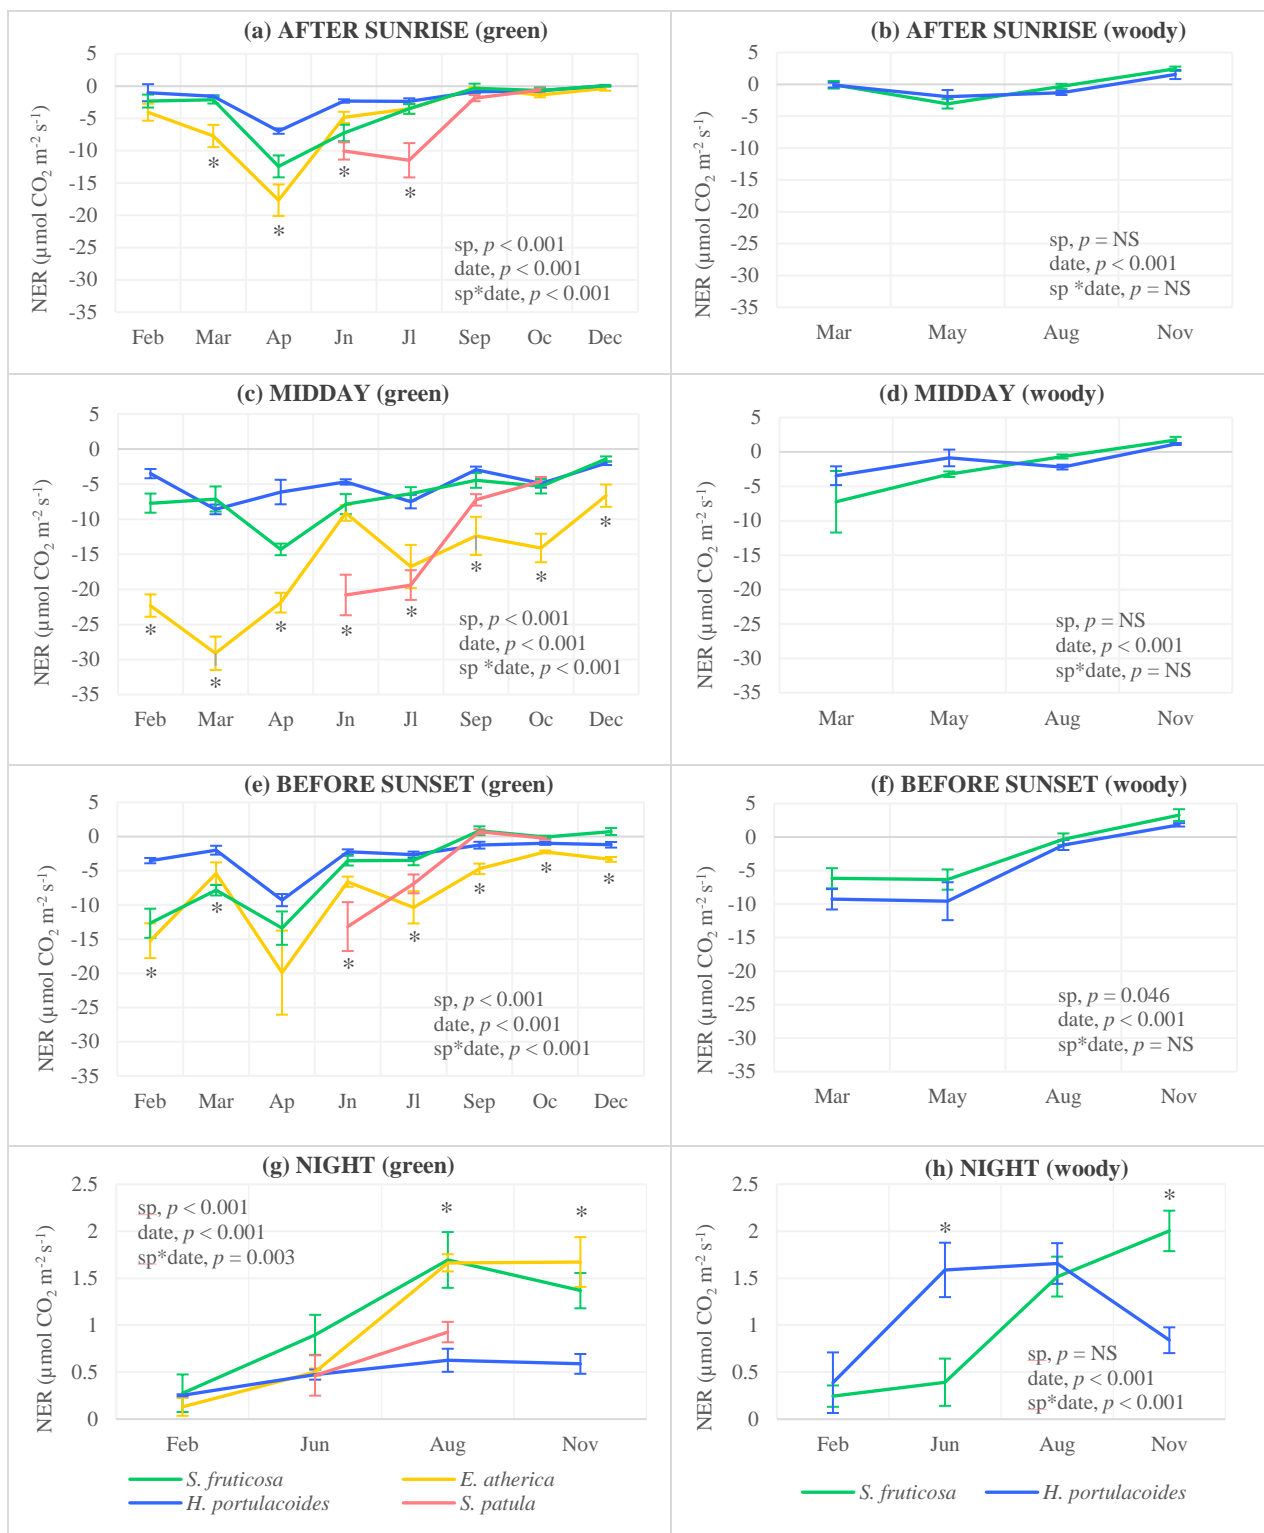 (a) AFTER SUNRISE (green)
NER (µmol CO2 m-2 s-1)
5
0
-5
-10
-15
-20
-25
-30
-35
*
*
*
*
sp, p < 0.001
date, p < 0.001
sp*date, p < 0.001
Feb Mar Ap Jn Jl Sep Oc Dec
(b) AFTER SUNRISE (woody)
NER (µmol CO2 m-2 s-1)
5
0
-5
-10
-15
-20
-25
-30
-35
sp, p = NS
date, p < 0.001
sp *date, p = NS
Mar May Aug Nov
(c) MIDDAY (green)
NER (µmol CO2 m-2 s-1)
5
0
-5
-10
-15
-20
-25
-30
-35
*
*
*
*
*
*
*
*
sp, p < 0.001
date, p < 0.001
sp *date, p < 0.001
Feb Mar Ap Jn Jl Sep Oc Dec
(d) MIDDAY (woody)
NER (µmol CO2 m-2 s-1)
5
0
-5
-10
-15
-20
-25
-30
-35
sp, p = NS
date, p < 0.001
sp*date, p = NS
Mar May Aug Nov
(e) BEFORE SUNSET (green)
NER (µmol CO2 m-2 s-1)
5
0
-5
-10
-15
-20
-25
-30
-35
*
*
*
*
*
*
*
sp, p < 0.001
date, p < 0.001
sp*date, p < 0.001
Feb Mar Ap Jn Jl Sep Oc Dec
(f) BEFORE SUNSET (woody)
NER (µmol CO2 m-2 s-1)
5
0
-5
-10
-15
-20
-25
-30
-35
sp, p = 0.046
date, p < 0.001
sp*date, p = NS
Mar May Aug Nov
(g) NIGHT (green)
NER (µmol CO2 m-2 s-1)
2.5
2
1.5
1
0.5
0
sp, p < 0.001
date, p < 0.001
sp*date, p = 0.003
*
*
Feb Jun Aug Nov
S. fruticosa E. atherica
H. portulacoides S. patula
(h) NIGHT (woody)
NER (µmol CO2 m-2 s-1)
2.5
2
1.5
1
0.5
0
*
*
sp, p = NS
date, p < 0.001
sp*date, p < 0.001
Feb Jun Aug Nov
S. fruticosa H. portulacoides